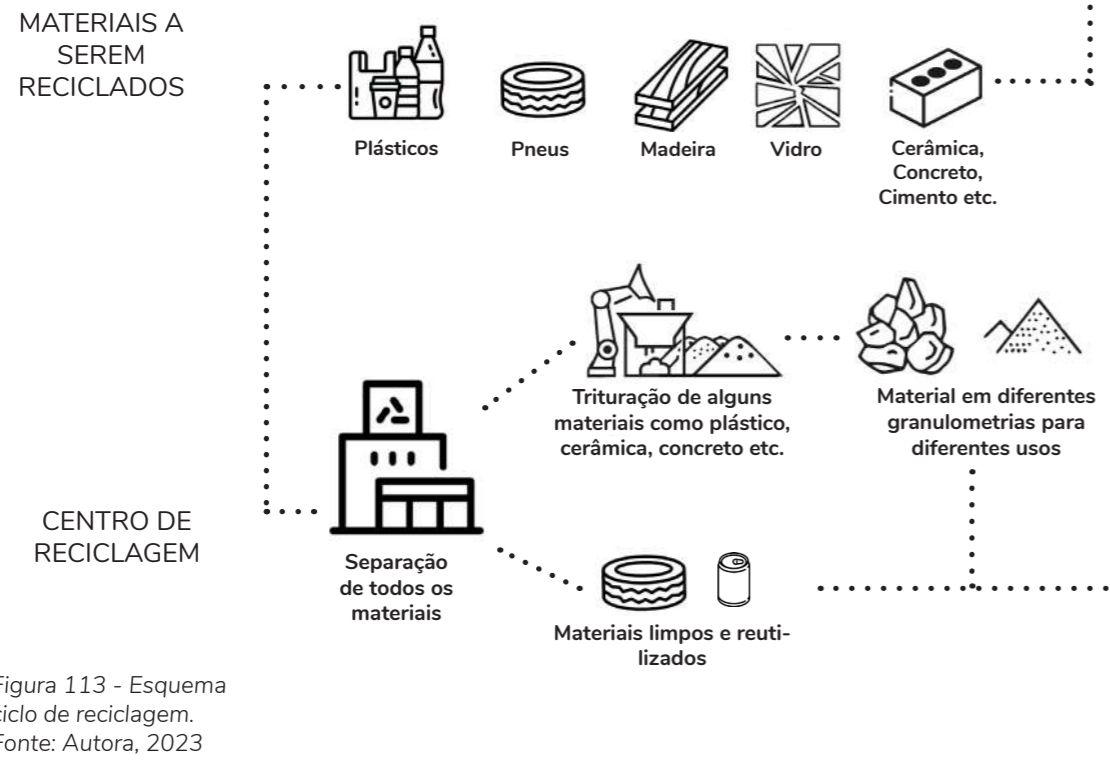 MATERIAIS A
SEREM
RECICLADOS
Plásticos
Pneus
Madeira
Vidro
Cerâmica,
Concreto,
Cimento etc.
Trituração de alguns
materiais como plástico,
cerâmica, concreto etc.
Material em diferentes
granulometrias para
diferentes usos
CENTRO DE
RECICLAGEM
Separação
de todos os
materiais
Materiais limpos e reuti-
lizados
Figura 113 - Esquema
ciclo de reciclagem.
Fonte: Autora, 2023